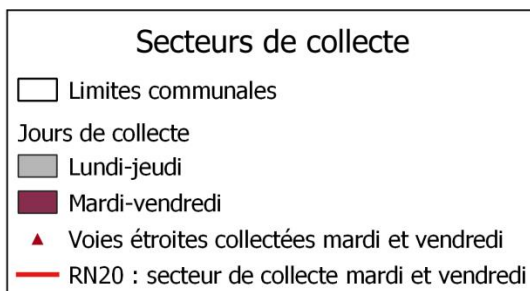 Secteurs de collecte
Limites communales
Jours de collecte
Lundi-jeudi
Mardi-vendredi
Voies étroites collectées mardi et vendredi
RN20 : secteur de collecte mardi et vendredi